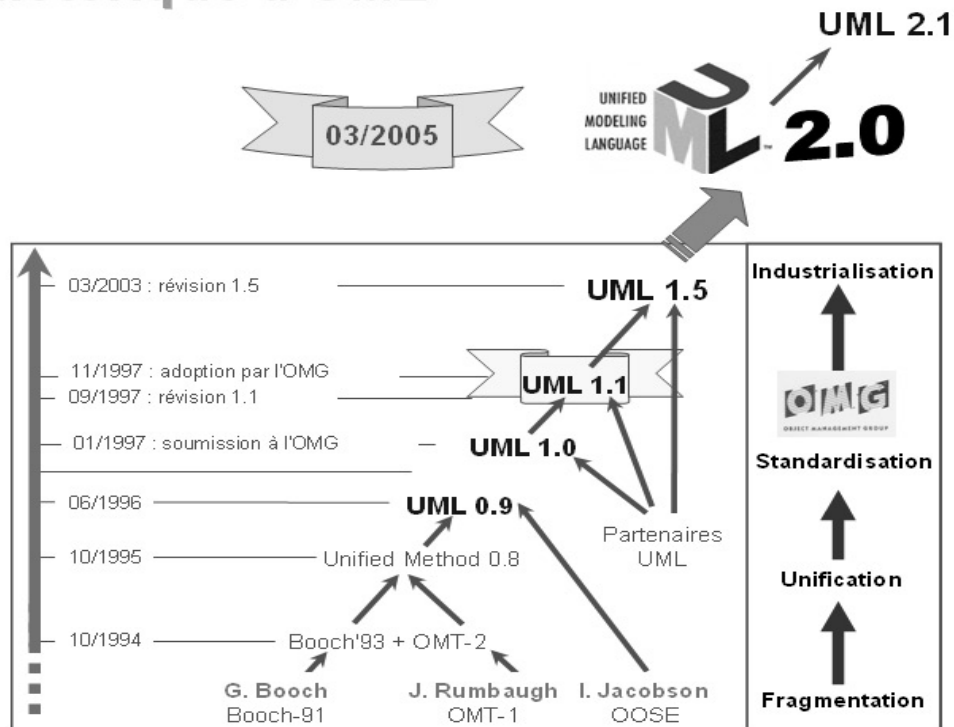 UML 2.1
UNIFIED
MODELING
LANGUAGE
UML™ 2.0
03/2005
03/2003 : révision 1.5
UML 1.5
Industrialisation
11/1997 : adoption par l'OMG
09/1997 : révision 1.1
UML 1.1
OMG
OBJECT MANAGEMENT GROUP
01/1997 : soumission à l'OMG
UML 1.0
Standardisation
06/1996
UML 0.9
Partenaires
UML
10/1995
Unified Method 0.8
Unification
10/1994
Booch'93 + OMT-2
G. Booch
Booch-91
J. Rumbaugh
OMT-1
I. Jacobson
OOSE
Fragmentation